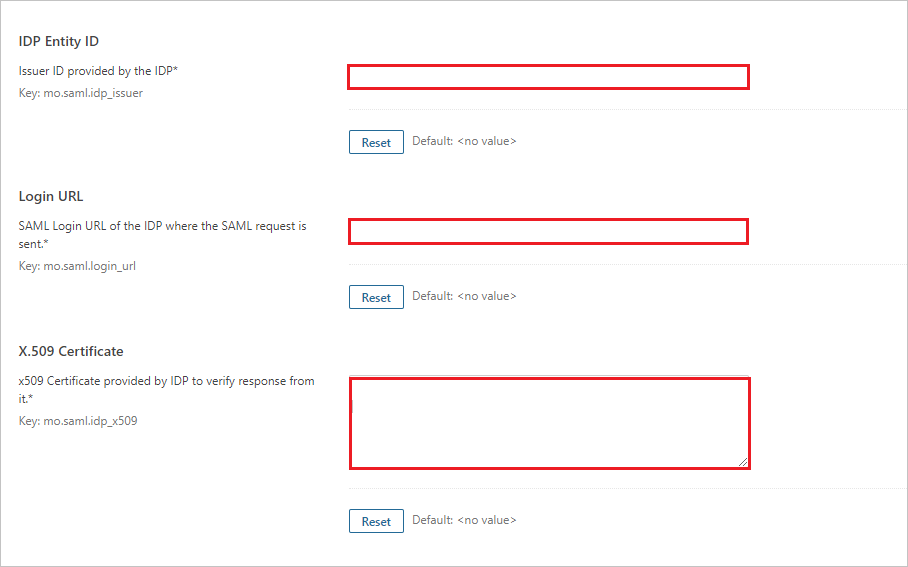 IDP Entity ID
Issuer ID provided by the IDP*
Key: mo.saml.idp_issuer
Reset Default: <no value>
Login URL
SAML Login URL of the IDP where the SAML request is
sent.*
Key: mo.saml.login_url
Reset Default: <no value>
X.509 Certificate
x509 Certificate provided by IDP to verify response from
it.*
Key: mo.saml.idp_x509
Reset Default: <no value>